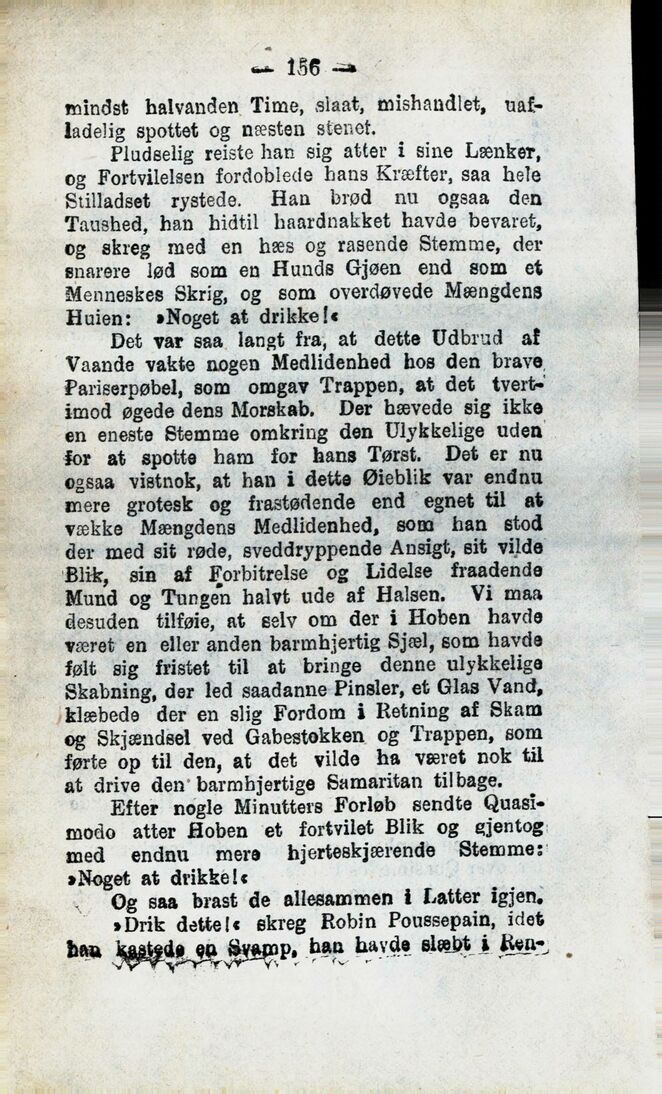 — 156 —
mindst halvanden Time, slaat, mishandlet, uaf-
ladelig spottet og næsten stenet.
Pludselig reiste han sig atter i sine Lænker,
og Fortvilelsen fordoblede hans Kræfter, saa hele
Stilladset rystede. Han brød nu ogsaa den
Taushed, han hidtil haardnakket havde bevaret,
og skreg med en hæs og rasende Stemme, der
snarere lød som en Hunds Gjøen end som et
Menneskes Skrig, og som overdøvede Mængdens
Huien: »Noget at drikke!«
Det var saa langt fra, at dette Udbrud af
Vaande vakte nogen Medlidenhed hos den brave
Pariserpøbel, som omgav Trappen, at det tvert-
imod øgede dens Morskab. Der hævede sig ikke
en eneste Stemme omkring den Ulykkelige uden
for at spotte ham for hans Tørst. Det er nu
ogsaa vistnok, at han i dette Øieblik var endnu
mere grotesk og frastødende end egnet til at
vække Mængdens Medlidenhed, som han stod
der med sit røde, sveddryppende Ansigt, sit vilde
Blik, sin af Forbitrelse og Lidelse fraadende
Mund og Tungen halvt ude af Halsen. Vi maa
desuden tilføie, at selv om der i Hoben havde
været en eller anden barmhjertig Sjæl, som havde
følt sig fristet til at bringe denne ulykkelige
Skabning, der led saadanne Pinsler, et Glas Vand,
klæbede der en slig Fordom i Retning af Skam
og Skjændsel ved Gabestokken og Trappen, som
førte op til den, at det vilde ha været nok til
at drive den barmhjertige Samaritan tilbage.
Efter nogle Minutters Forløb sendte Quasi-
modo atter Hoben et fortvilet Blik og gjentog
med endnu mere hjerteskjærende Stemme:
»Noget at drikke!«
Og saa brast de allesammen i Latter igjen.
»Drik dette!« skreg Robin Poussepain, idet
han kastede en Svamp, han havde slæbt i Ren-